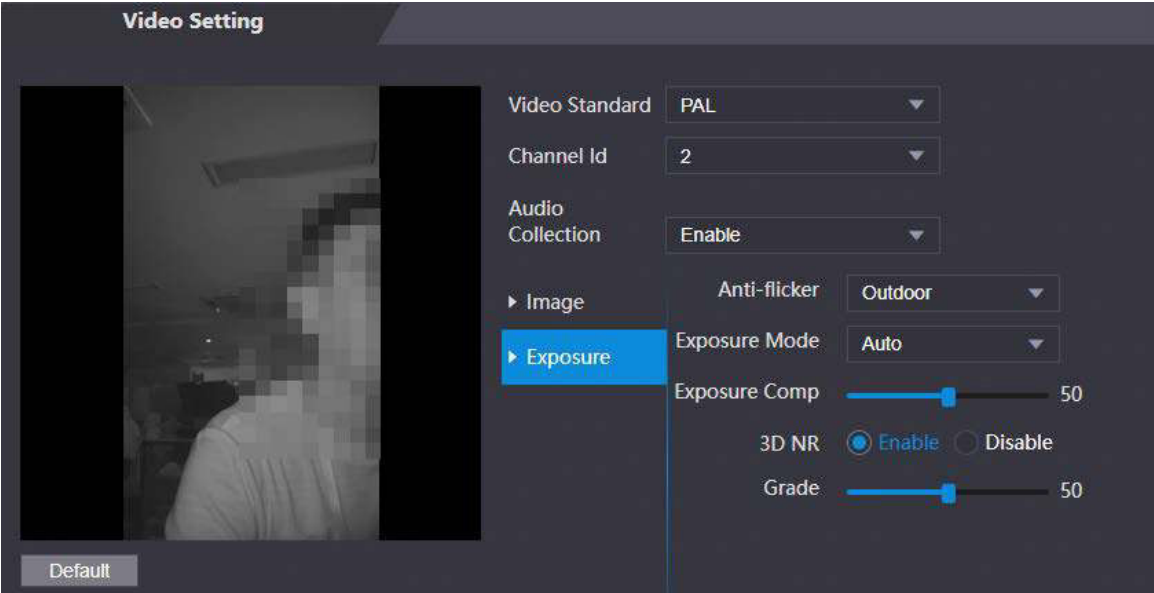 Video Setting
Video Standard PAL
Channel Id 2
Audio
Collection Enable
Image
Anti-flicker Outdoor
Exposure
Exposure Mode Auto
Exposure Comp 50
3D NR Enable Disable
Grade 50
Default